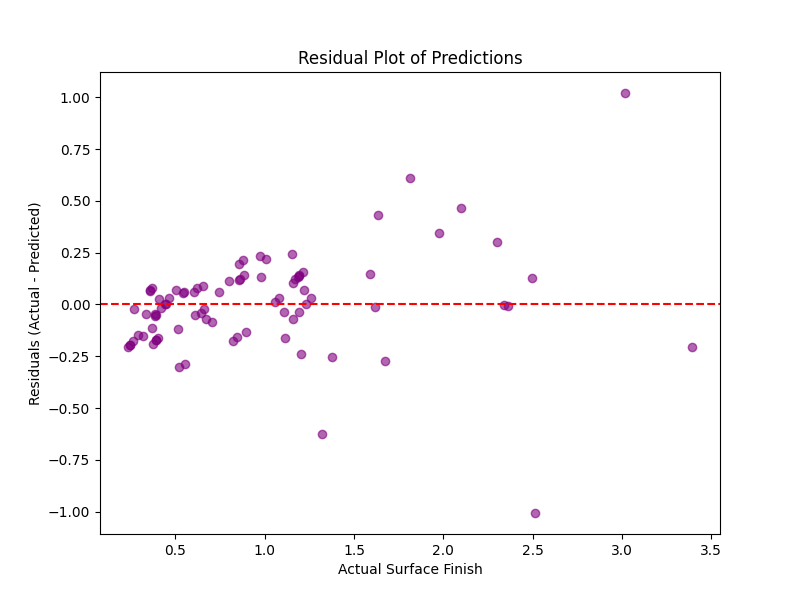 Residual Plot of Predictions
Residuals (Actual - Predicted)
1.00
0.75
0.50
0.25
0.00
−0.25
−0.50
−0.75
−1.00
0.5 1.0 1.5 2.0 2.5 3.0 3.5
Actual Surface Finish